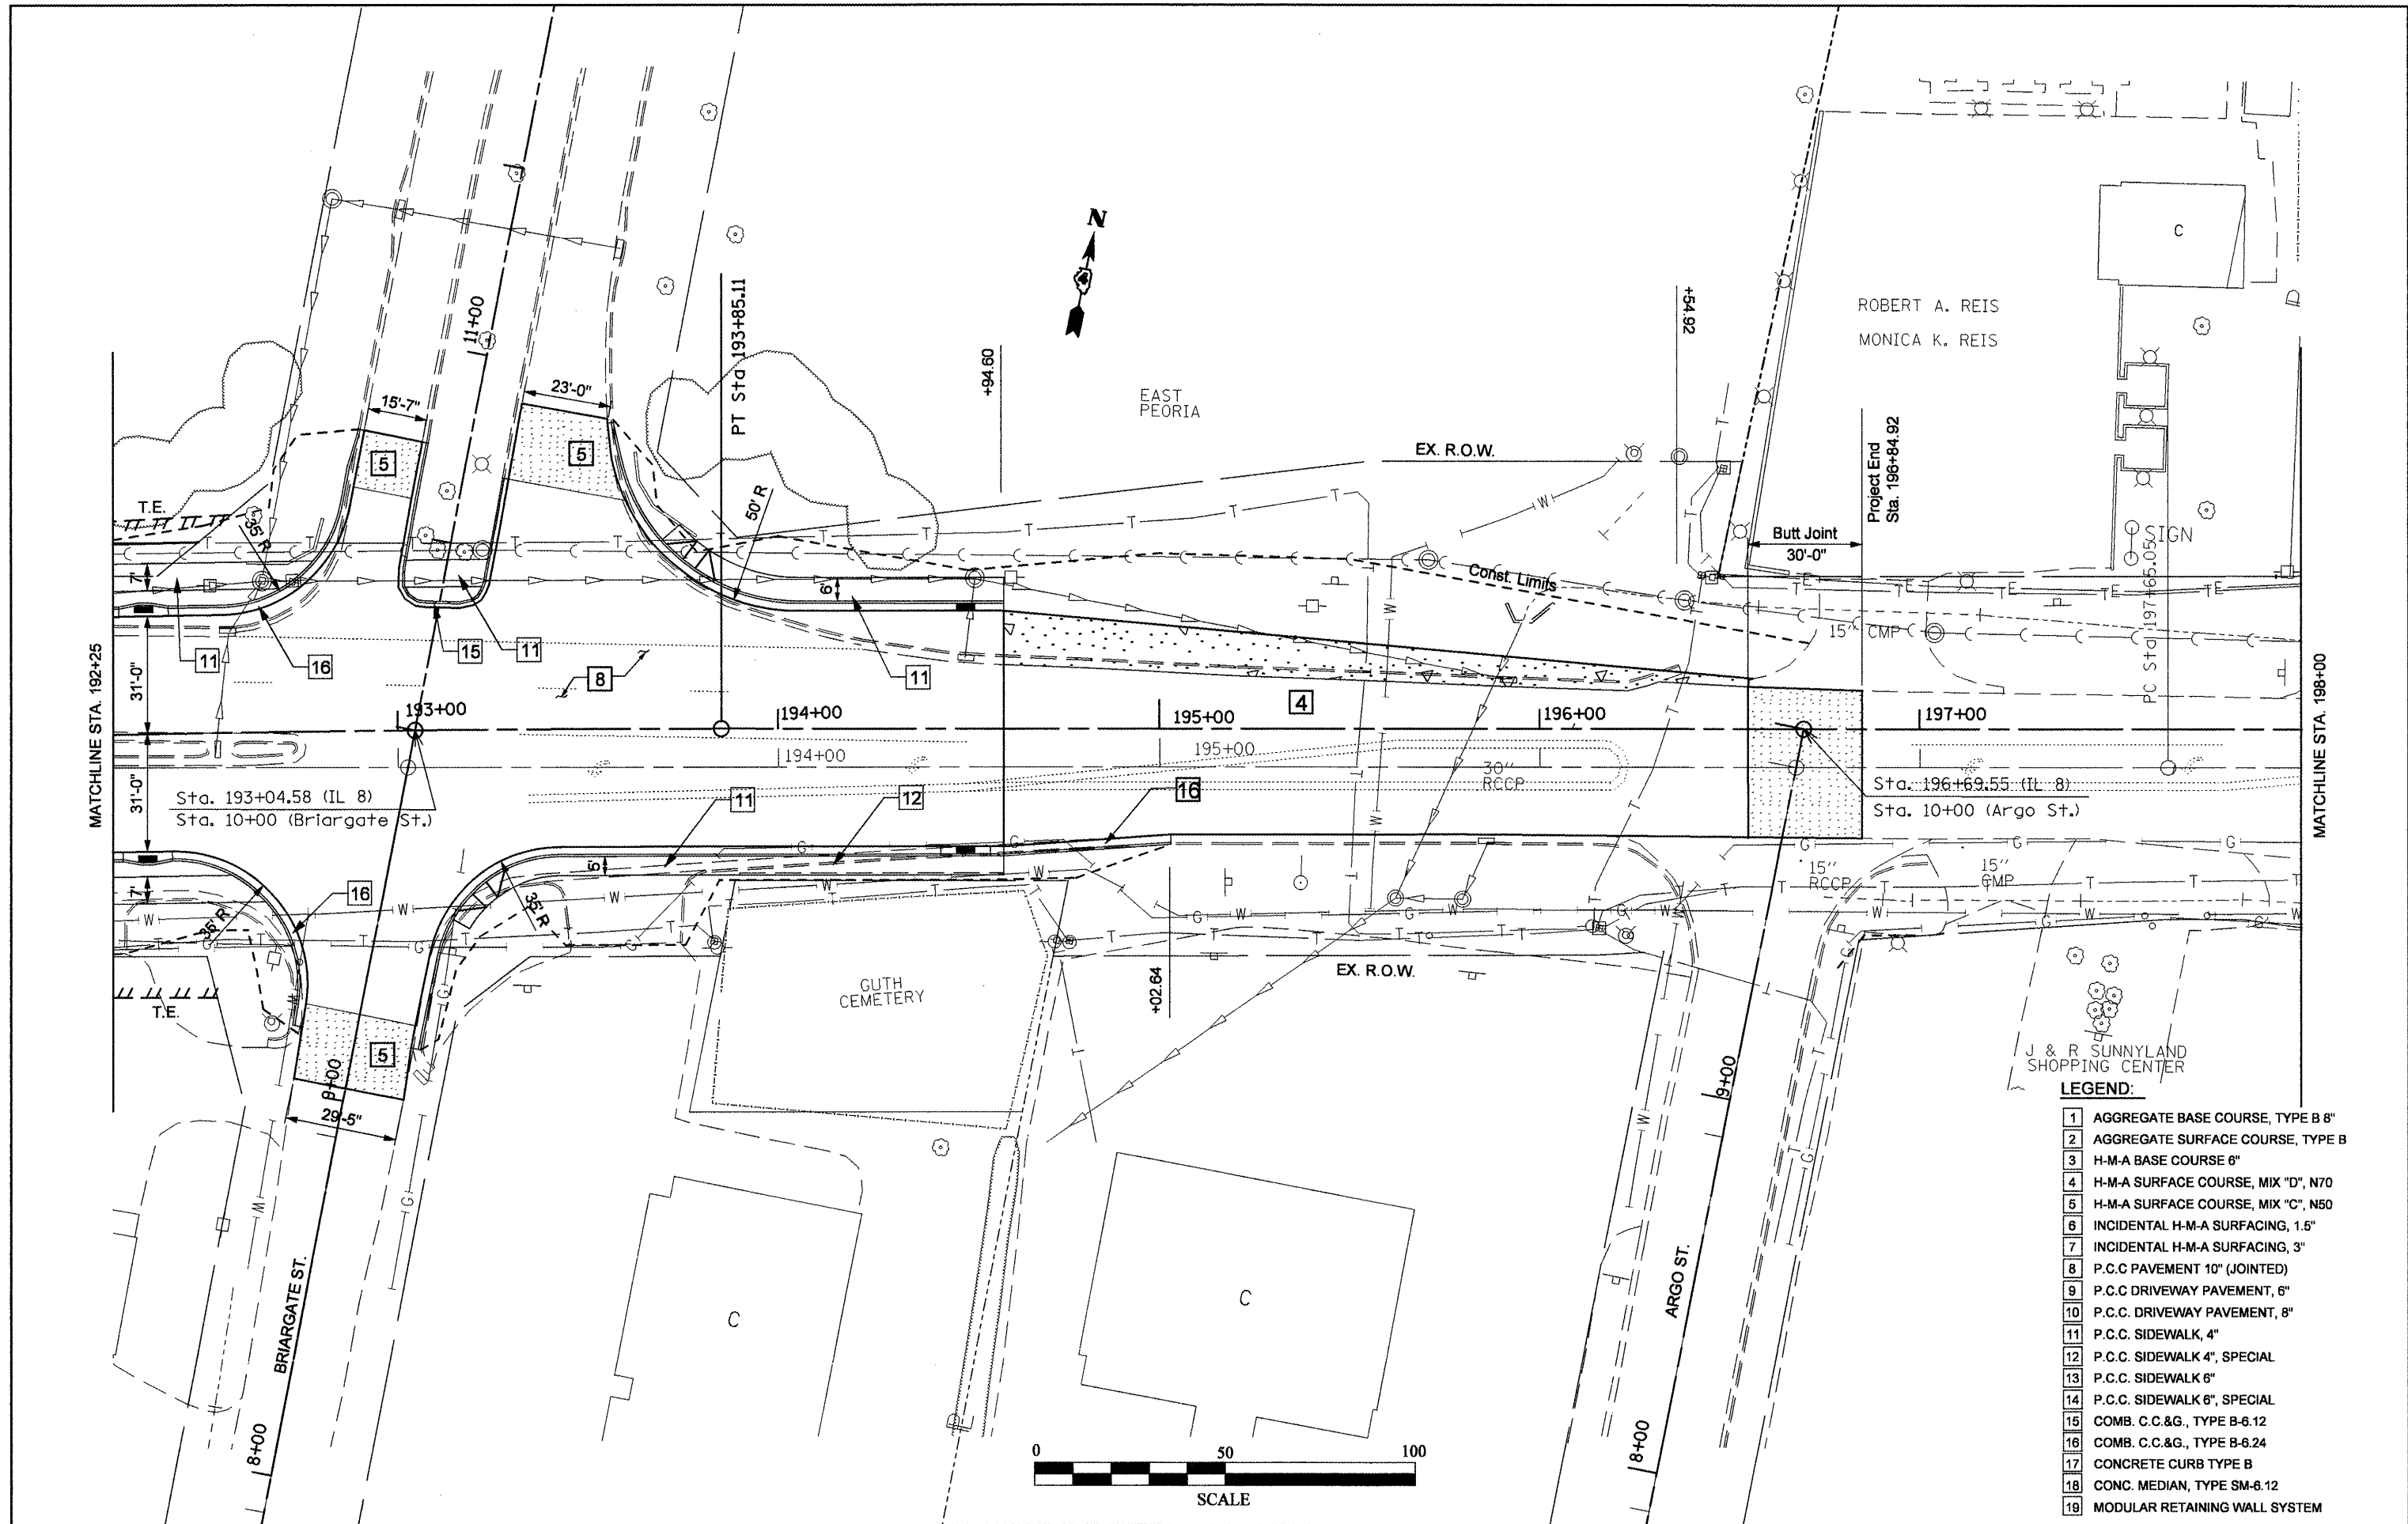 N
11+00
15'-7"
23'-0"
PT Sta 193+85.11
+94.60
+54.92
EAST
PEORIA
ROBERT A. REIS
MONICA K. REIS
C
EX. R.O.W.
Project End
Sta. 196+84.92
Butt Joint
30'-0"
SIGN
PC Sta 197+65.05
T.E.
35' R
50' R
5
5
Const. Limits
7'
6'
15" CMP
11
16
15
11
8
11
4
MATCHLINE STA. 192+25
31'-0"
31'-0"
193+00
194+00
195+00
196+00
197+00
194+00
195+00
30"
RCCP
MATCHLINE STA. 198+00
Sta. 193+04.58 (IL 8)
Sta. 10+00 (Briargate St.)
11
12
16
Sta. 196+69.55 (IL 8)
Sta. 10+00 (Argo St.)
7'
16
5'
35' R
35' R
15"
RCCP
15"
CMP
EX. R.O.W.
+02.64
GUTH
CEMETERY
T.E.
5
9+00
29'-5"
9+00
J & R SUNNYLAND
SHOPPING CENTER
BRIARGATE ST.
8+00
C
C
ARGO ST.
8+00
0 50 100
SCALE
LEGEND:
1 AGGREGATE BASE COURSE, TYPE B 8"
2 AGGREGATE SURFACE COURSE, TYPE B
3 H-M-A BASE COURSE 6"
4 H-M-A SURFACE COURSE, MIX "D", N70
5 H-M-A SURFACE COURSE, MIX "C", N50
6 INCIDENTAL H-M-A SURFACING, 1.5"
7 INCIDENTAL H-M-A SURFACING, 3"
8 P.C.C PAVEMENT 10" (JOINTED)
9 P.C.C DRIVEWAY PAVEMENT, 6"
10 P.C.C. DRIVEWAY PAVEMENT, 8"
11 P.C.C. SIDEWALK, 4"
12 P.C.C. SIDEWALK 4", SPECIAL
13 P.C.C. SIDEWALK 6"
14 P.C.C. SIDEWALK 6", SPECIAL
15 COMB. C.C.&G., TYPE B-6.12
16 COMB. C.C.&G., TYPE B-6.24
17 CONCRETE CURB TYPE B
18 CONC. MEDIAN, TYPE SM-6.12
19 MODULAR RETAINING WALL SYSTEM